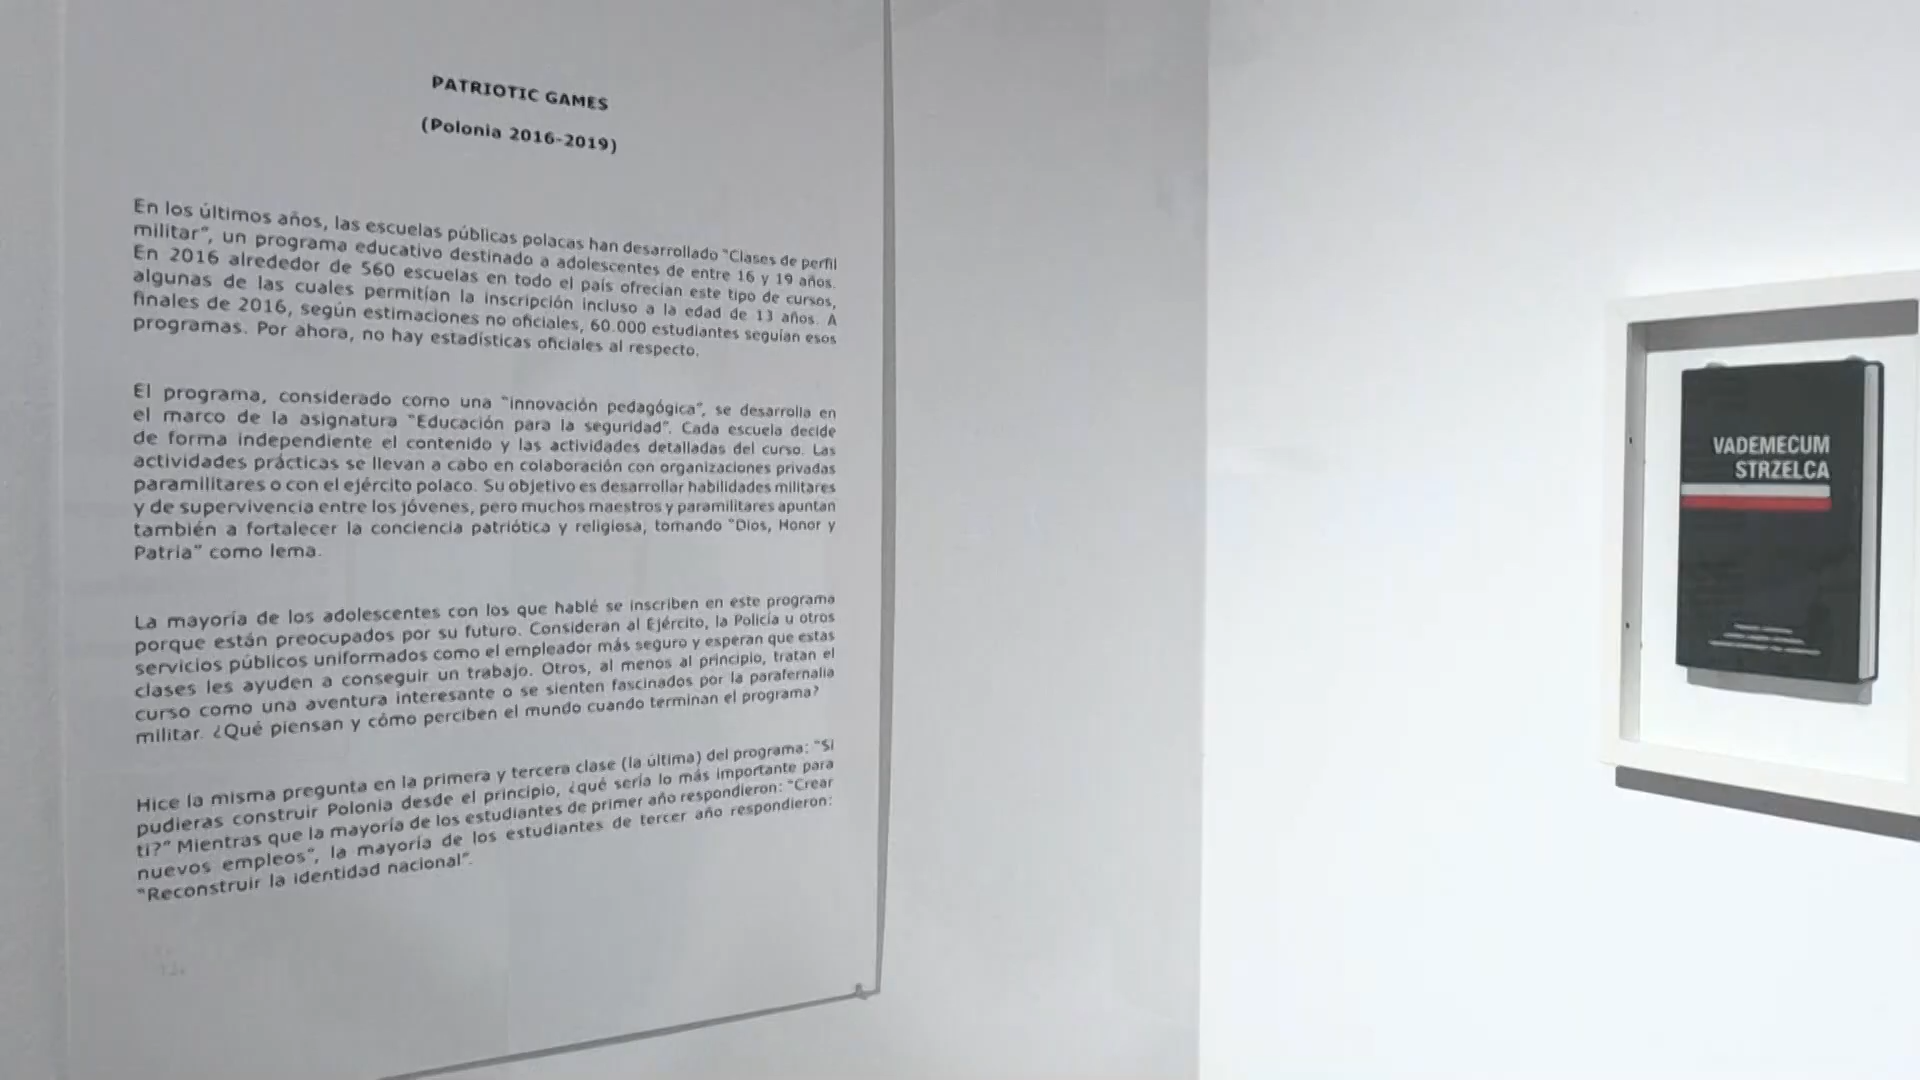 PATRIOTIC GAMES
(Polonia 2016-2019)
En los últimos años, las escuelas públicas polacas han desarrollado "Clases de perfil
militar", un programa educativo destinado a adolescentes de entre 16 y 19 años.
En 2016 alrededor de 560 escuelas en todo el país ofrecían este tipo de cursos,
algunas de las cuales permitían la inscripción incluso a la edad de 13 años. A
finales de 2016, según estimaciones no oficiales, 60.000 estudiantes seguían esos
programas. Por ahora, no hay estadísticas oficiales al respecto.
El programa, considerado como una "innovación pedagógica", se desarrolla en
el marco de la asignatura "Educación para la seguridad". Cada escuela decide
de forma independiente el contenido y las actividades detalladas del curso. Las
actividades prácticas se llevan a cabo en colaboración con organizaciones privadas
paramilitares o con el ejército polaco. Su objetivo es desarrollar habilidades militares
y de supervivencia entre los jóvenes, pero muchos maestros y paramilitares apuntan
también a fortalecer la conciencia patriótica y religiosa, tomando "Dios, Honor y
Patria" como lema.
La mayoría de los adolescentes con los que hablé se inscriben en este programa
porque están preocupados por su futuro. Consideran al Ejército, la Policía u otros
servicios públicos uniformados como el empleador más seguro y esperan que estas
clases les ayuden a conseguir un trabajo. Otros, al menos al principio, tratan el
curso como una aventura interesante o se sienten fascinados por la parafernalia
militar. ¿Qué piensan y cómo perciben el mundo cuando terminan el programa?
Hice la misma pregunta en la primera y tercera clase (la última) del programa: "Si
pudieras construir Polonia desde el principio, ¿qué sería lo más importante para
ti?" Mientras que la mayoría de los estudiantes de primer año respondieron: "Crear
nuevos empleos", la mayoría de los estudiantes de tercer año respondieron:
"Reconstruir la identidad nacional".
VADEMECUM
STRZELCA